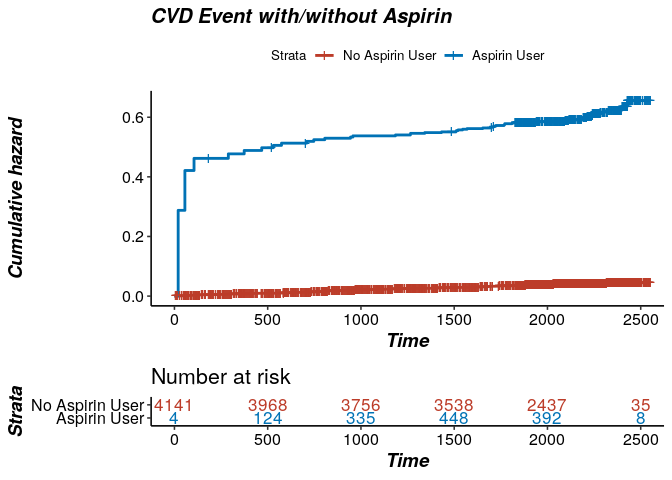 CVD Event with/without Aspirin
Strata No Aspirin User Aspirin User
Cumulative hazard
0.6
0.4
0.2
0.0
0 500 1000 1500 2000 2500
Time
Number at risk
Strata
No Aspirin User 4141 3968 3756 3538 2437 35
Aspirin User 4 124 335 448 392 8
0 500 1000 1500 2000 2500
Time